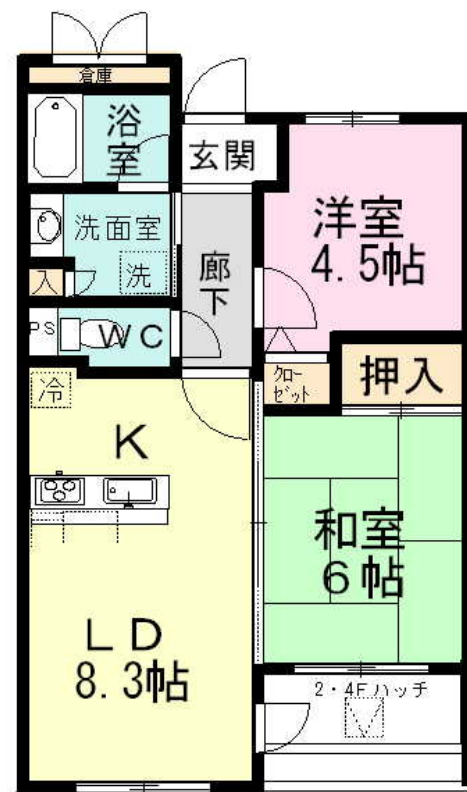 倉庫
浴
室
玄関
洋室
4.5帖
洗面室
洗
入
廊
下
PS
WC
冷
K
クロー
ゼット
押入
和室
6帖
LD
8.3帖
2・4Fハッチ